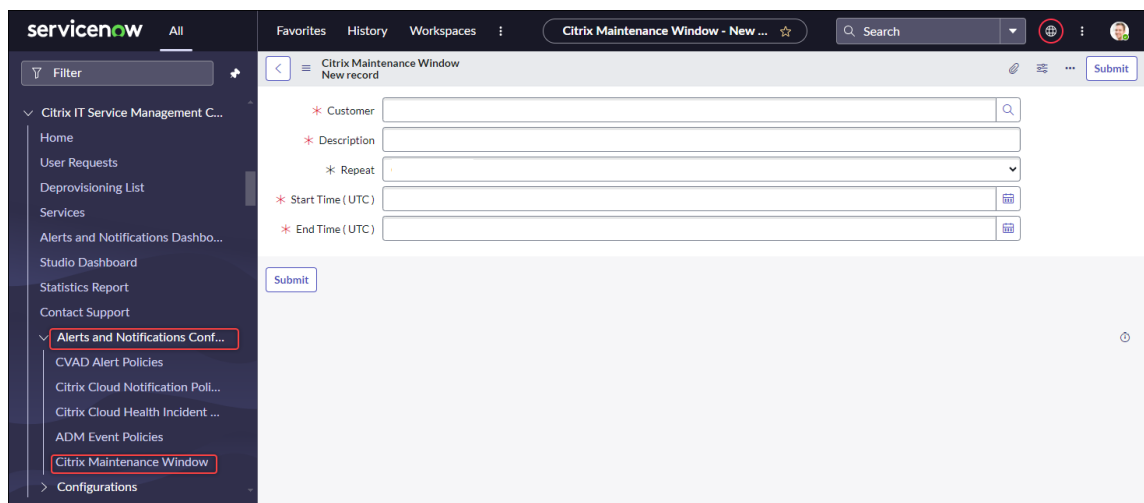 servicenow All Favorites History Workspaces Citrix Maintenance Window - New ... Search
Filter
Citrix Maintenance Window
New record
Submit
Citrix IT Service Management C...
Home
User Requests
Deprovisioning List
Services
Alerts and Notifications Dashbo...
Studio Dashboard
Statistics Report
Contact Support
Alerts and Notifications Conf...
CVAD Alert Policies
Citrix Cloud Notification Poli...
Citrix Cloud Health Incident ...
ADM Event Policies
Citrix Maintenance Window
Configurations
Customer
Description
Repeat
Start Time ( UTC )
End Time ( UTC )
Submit